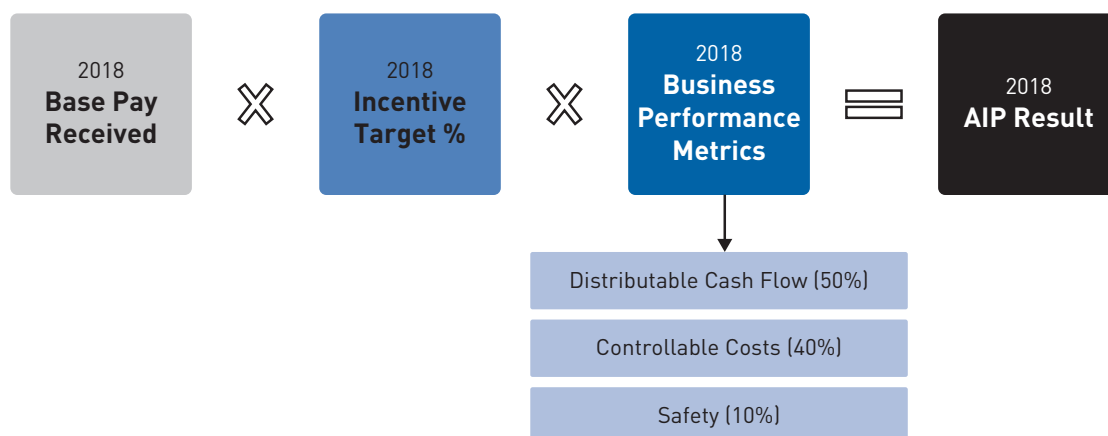 2018
Base Pay
Received
2018
Incentive
Target %
2018
Business
Performance
Metrics
2018
AIP Result
Distributable Cash Flow (50%)
Controllable Costs (40%)
Safety (10%)